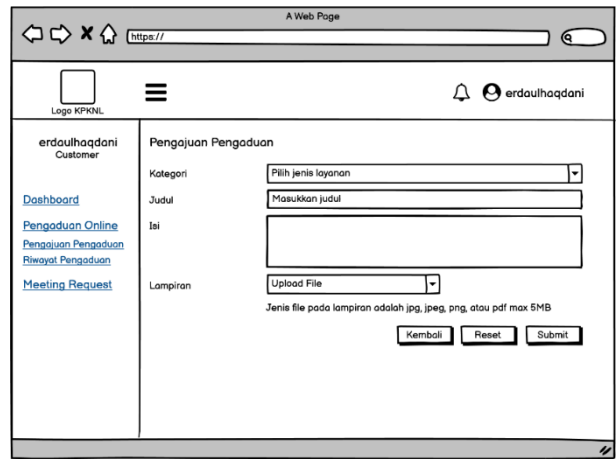 A Web Page
https://
Logo KPKNL
erdaulhaqdani
erdaulhaqdani
Customer
Dashboard
Pengaduan Online
Pengajuan Pengaduan
Riwayat Pengaduan
Meeting Request
Pengajuan Pengaduan
Kategori
Pilih jenis layanan
Judul
Masukkan judul
Isi
Lampiran
Upload File
Jenis file pada lampiran adalah jpg, jpeg, png, atau pdf max 5MB
Kembali
Reset
Submit